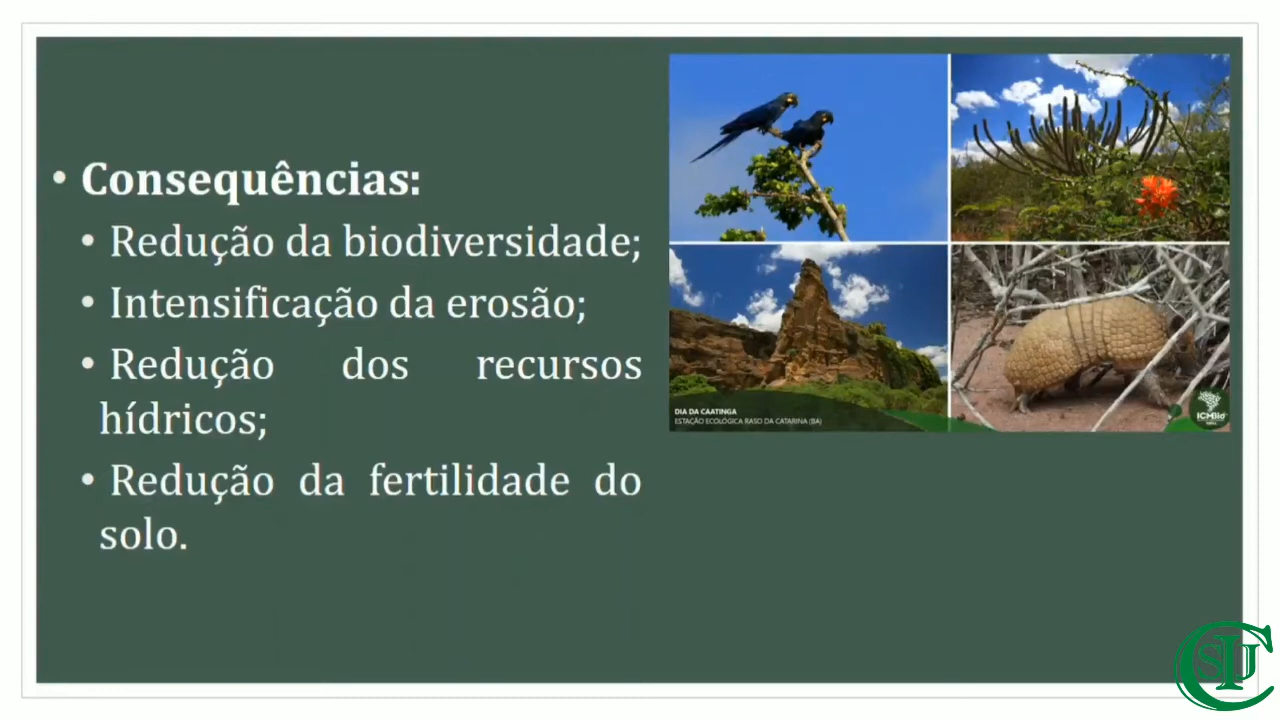 • Consequências:
• Redução da biodiversidade;
• Intensificação da erosão;
• Redução dos recursos
hídricos;
• Redução da fertilidade do
solo.
DIA DA CAATINGA
ESTAÇÃO ECOLÓGICA RASO DA CATARINA (BA)
ICMBio
CSIU